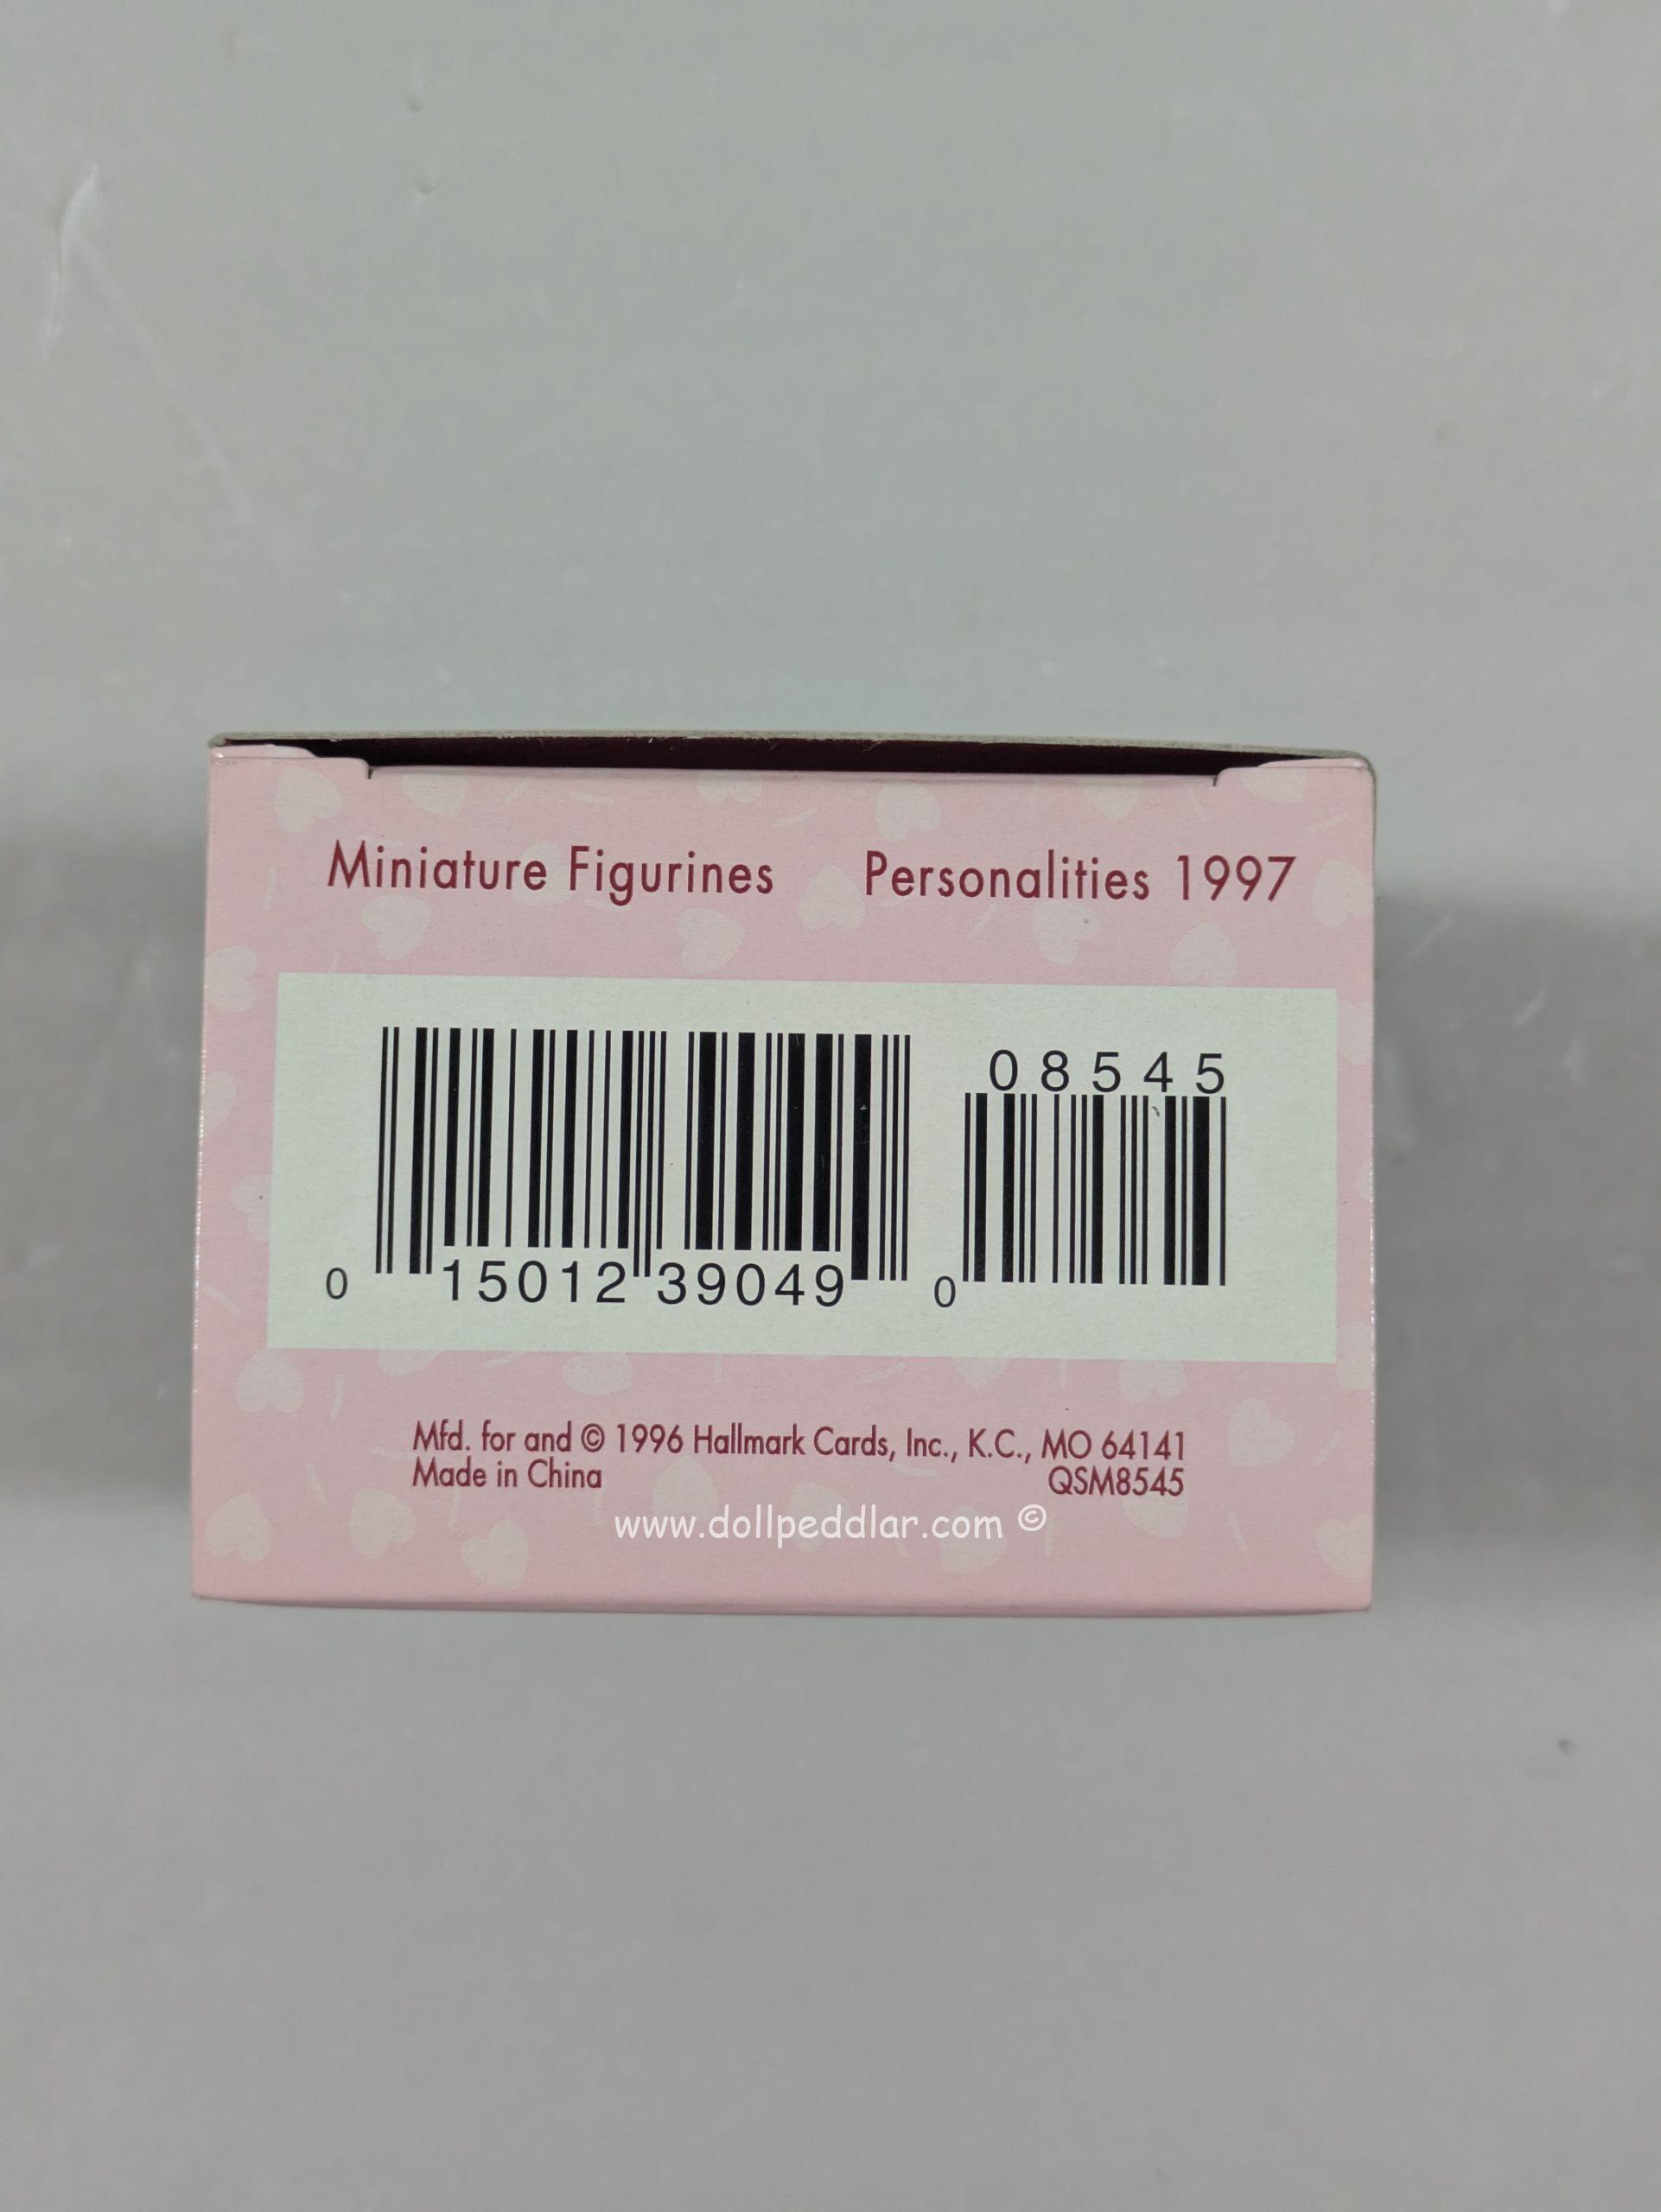 Miniature Figurines Personalities 1997
08545
0 15012 39049 0
Mfd. for and © 1996 Hallmark Cards, Inc., K.C., MO 64141
Made in China QSM8545
www.dollpeddlar.com ©